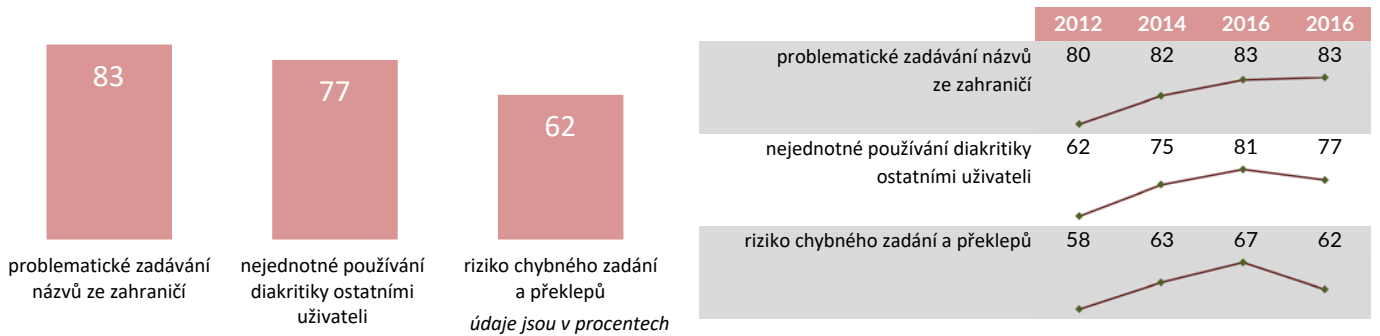 83
77
62
problematické zadávání
názvů ze zahraničí
nejednotné používání
diakritiky ostatními
uživateli
riziko chybného zadání
a překlepů
údaje jsou v procentech
2012 2014 2016 2016
problematické zadávání názvů 80 82 83 83
ze zahraničí
nejednotné používání diakritiky 62 75 81 77
ostatními uživateli
riziko chybného zadání a překlepů 58 63 67 62